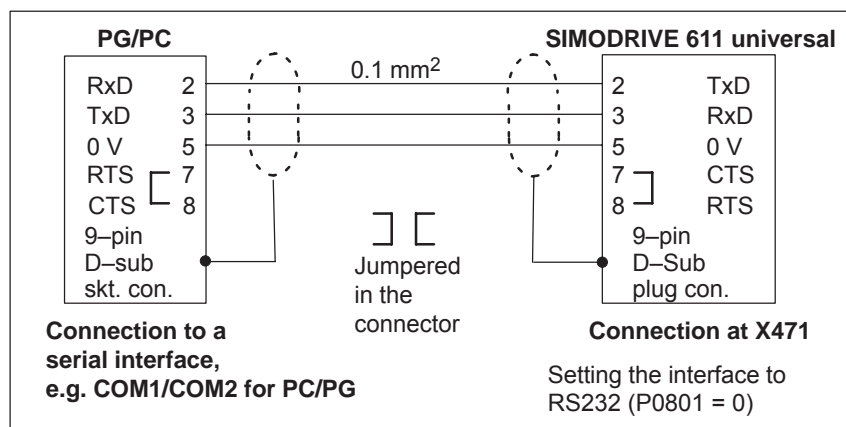 PG/PC
SIMODRIVE 611 universal
0.1 mm²
RxD 2
TxD 3
0 V 5
RTS 7
CTS 8
9–pin
D–sub
skt. con.
2 TxD
3 RxD
5 0 V
7 CTS
8 RTS
9–pin
D–Sub
plug con.
Jumpered
in the
connector
Connection to a
serial interface,
e.g. COM1/COM2 for PC/PG
Connection at X471
Setting the interface to
RS232 (P0801 = 0)